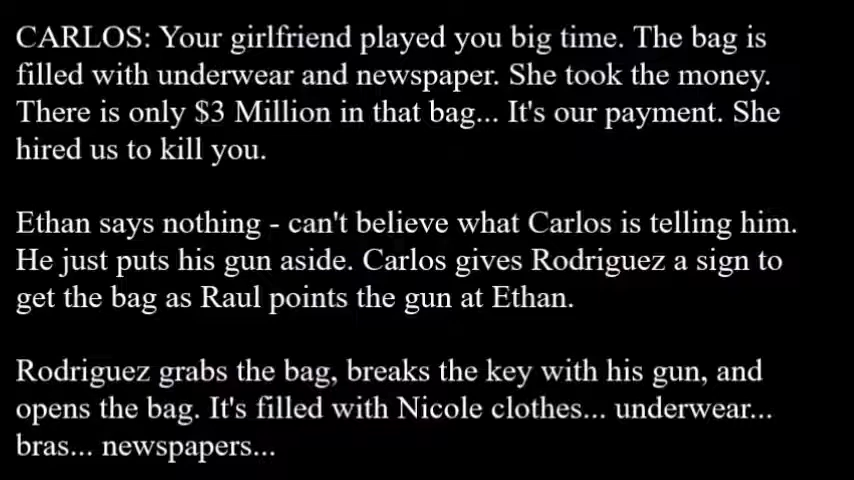 CARLOS: Your girlfriend played you big time. The bag is
filled with underwear and newspaper. She took the money.
There is only $3 Million in that bag... It's our payment. She
hired us to kill you.
Ethan says nothing - can't believe what Carlos is telling him.
He just puts his gun aside. Carlos gives Rodriguez a sign to
get the bag as Raul points the gun at Ethan.
Rodriguez grabs the bag, breaks the key with his gun, and
opens the bag. It's filled with Nicole clothes... underwear...
bras... newspapers...